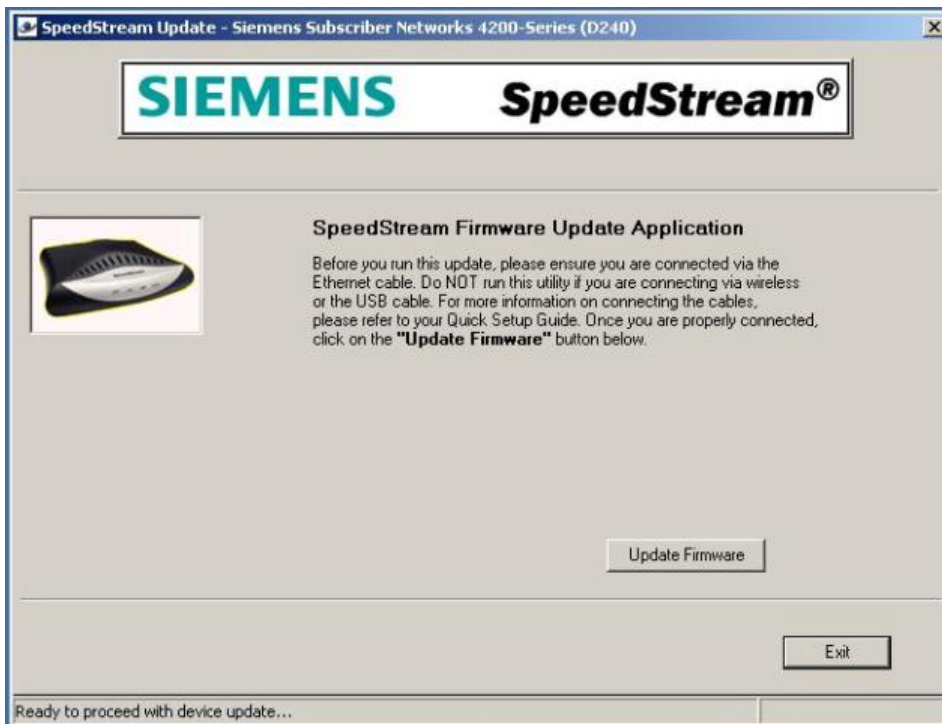 SpeedStream Update - Siemens Subscriber Networks 4200-Series (D240)
SIEMENS SpeedStream®
SpeedStream Firmware Update Application
Before you run this update, please ensure you are connected via the
Ethernet cable. Do NOT run this utility if you are connecting via wireless
or the USB cable. For more information on connecting the cables,
please refer to your Quick Setup Guide. Once you are properly connected,
click on the "Update Firmware" button below.
Update Firmware
Exit
Ready to proceed with device update...